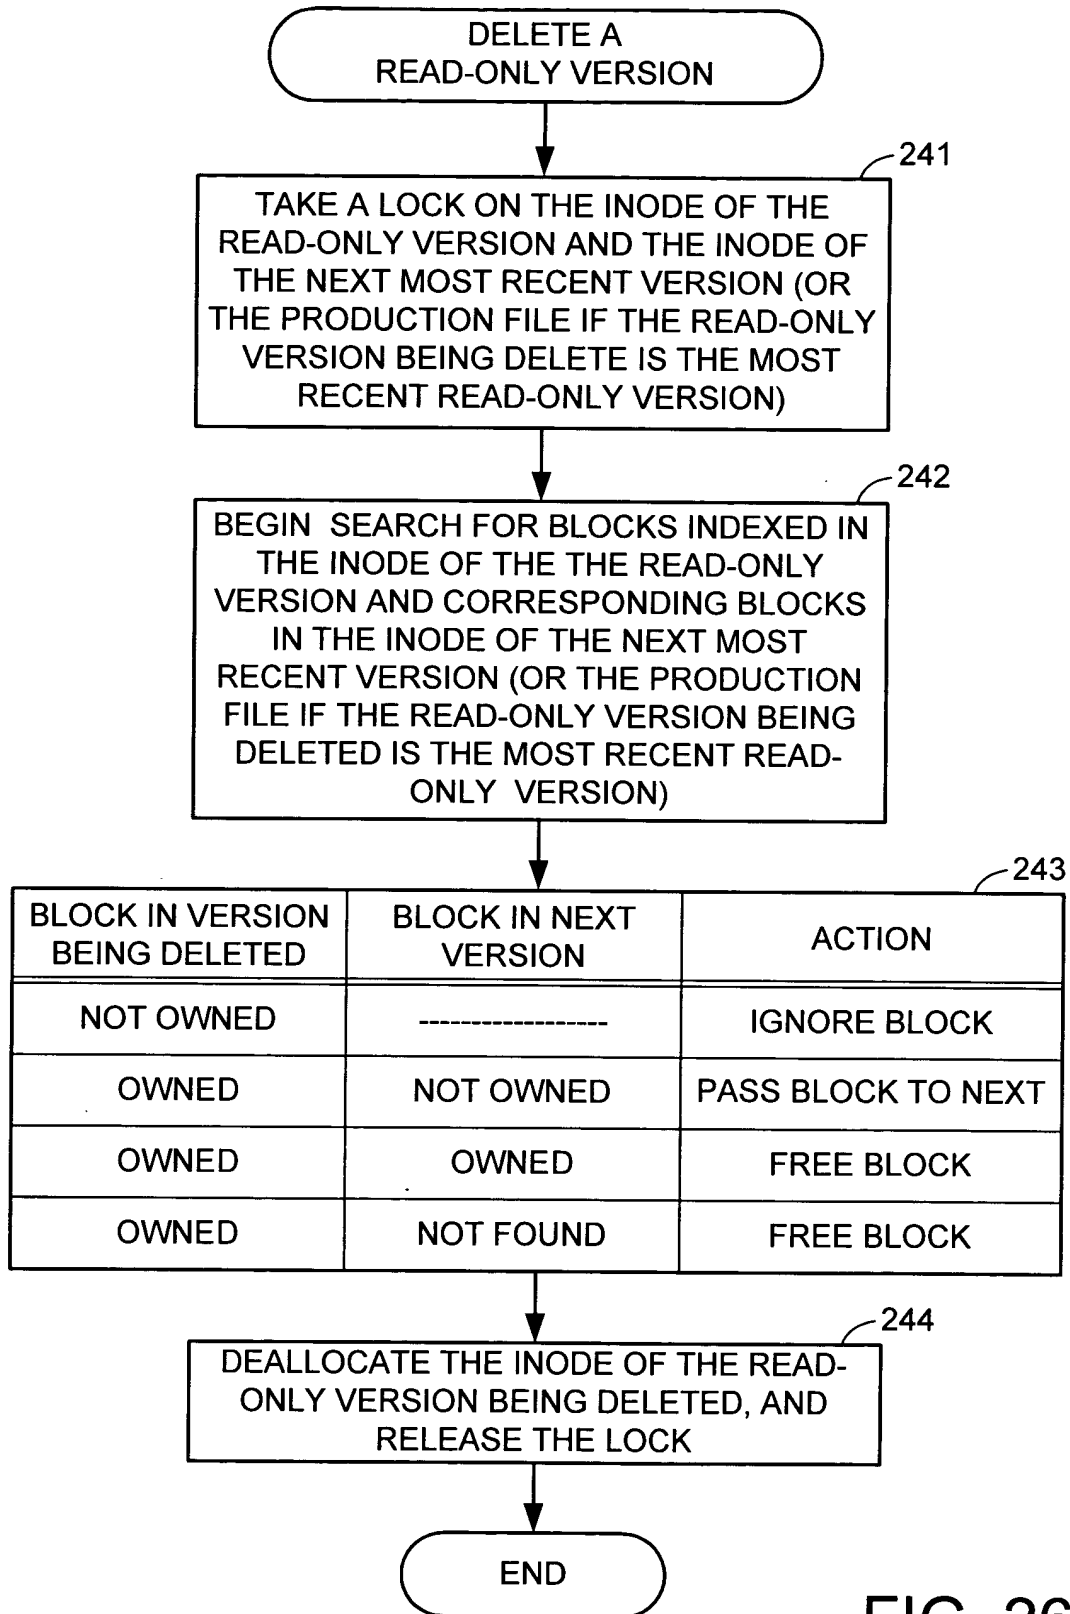 DELETE A
READ-ONLY VERSION
241
TAKE A LOCK ON THE INODE OF THE
READ-ONLY VERSION AND THE INODE OF
THE NEXT MOST RECENT VERSION (OR
THE PRODUCTION FILE IF THE READ-ONLY
VERSION BEING DELETE IS THE MOST
RECENT READ-ONLY VERSION)
242
BEGIN SEARCH FOR BLOCKS INDEXED IN
THE INODE OF THE THE READ-ONLY
VERSION AND CORRESPONDING BLOCKS
IN THE INODE OF THE NEXT MOST
RECENT VERSION (OR THE PRODUCTION
FILE IF THE READ-ONLY VERSION BEING
DELETED IS THE MOST RECENT READ-
ONLY VERSION)
243
BLOCK IN VERSION
BEING DELETED
BLOCK IN NEXT
VERSION
ACTION
NOT OWNED ------------------ IGNORE BLOCK
OWNED NOT OWNED PASS BLOCK TO NEXT
OWNED OWNED FREE BLOCK
OWNED NOT FOUND FREE BLOCK
244
DEALLOCATE THE INODE OF THE READ-
ONLY VERSION BEING DELETED, AND
RELEASE THE LOCK
END
FIG. 26